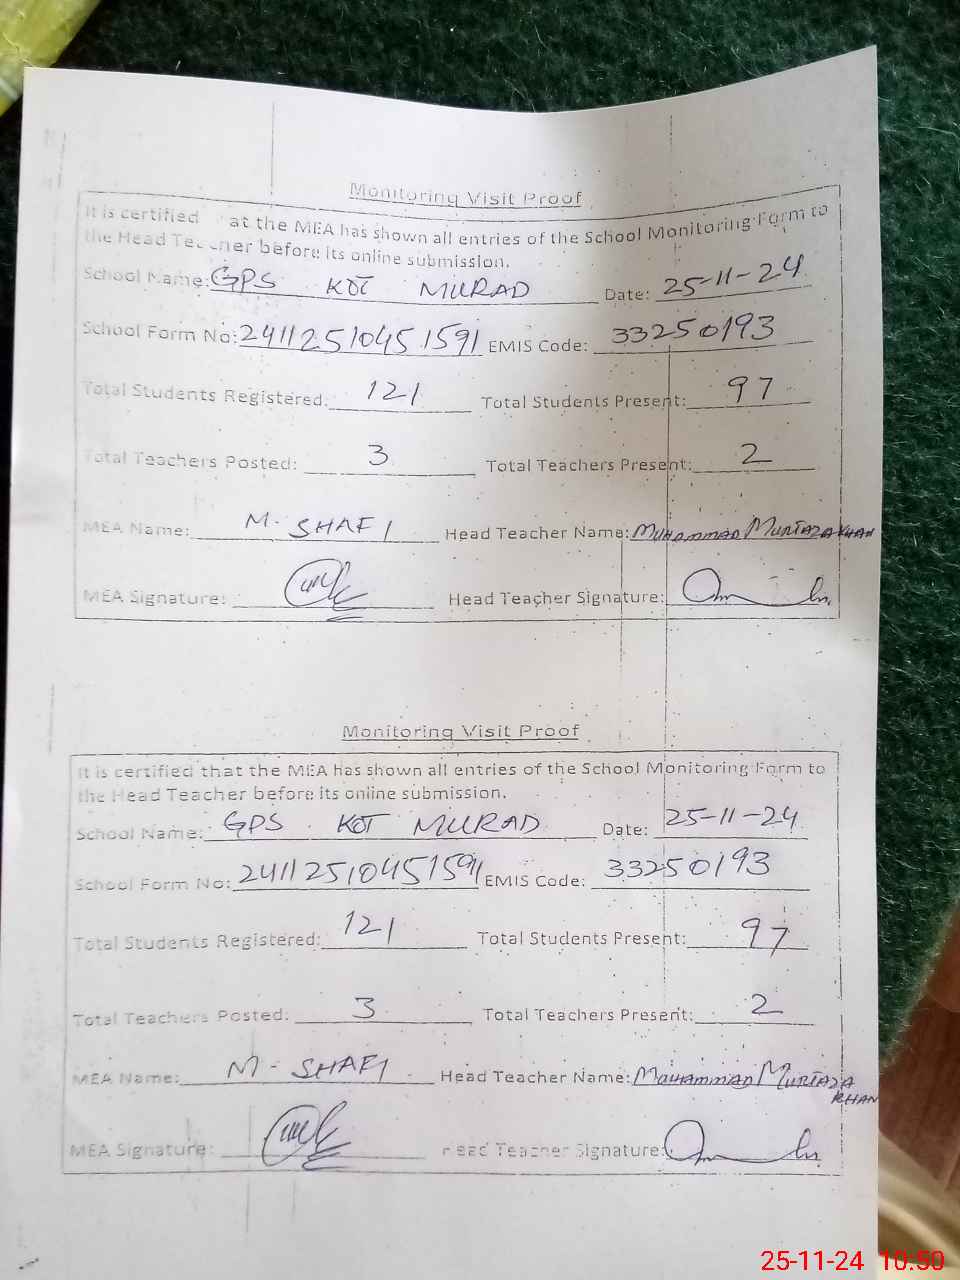 Monitoring Visit Proof
It is certified at the MEA has shown all entries of the School Monitoring Form to
the Head Teacher before its online submission.
School Name: GPS KOT MURAD Date: 25-11-24
School Form No: 24112510451591 EMIS Code: 33250193
Total Students Registered: 121 Total Students Present: 97
Total Teachers Posted: 3 Total Teachers Present: 2
MEA Name: M. SHAFI Head Teacher Name: MUHAMMAD MURTAZA KHAN
MEA Signature: Head Teacher Signature:
Monitoring Visit Proof
It is certified that the MEA has shown all entries of the School Monitoring Form to
the Head Teacher before its online submission.
School Name: GPS KOT MURAD Date: 25-11-24
School Form No: 24112510451591 EMIS Code: 33250193
Total Students Registered: 121 Total Students Present: 97
Total Teachers Posted: 3 Total Teachers Present: 2
MEA Name: M - SHAFI Head Teacher Name: MUHAMMAD MURTAZA
KHAN
MEA Signature: Head Teacher Signature:
25-11-24 10:50